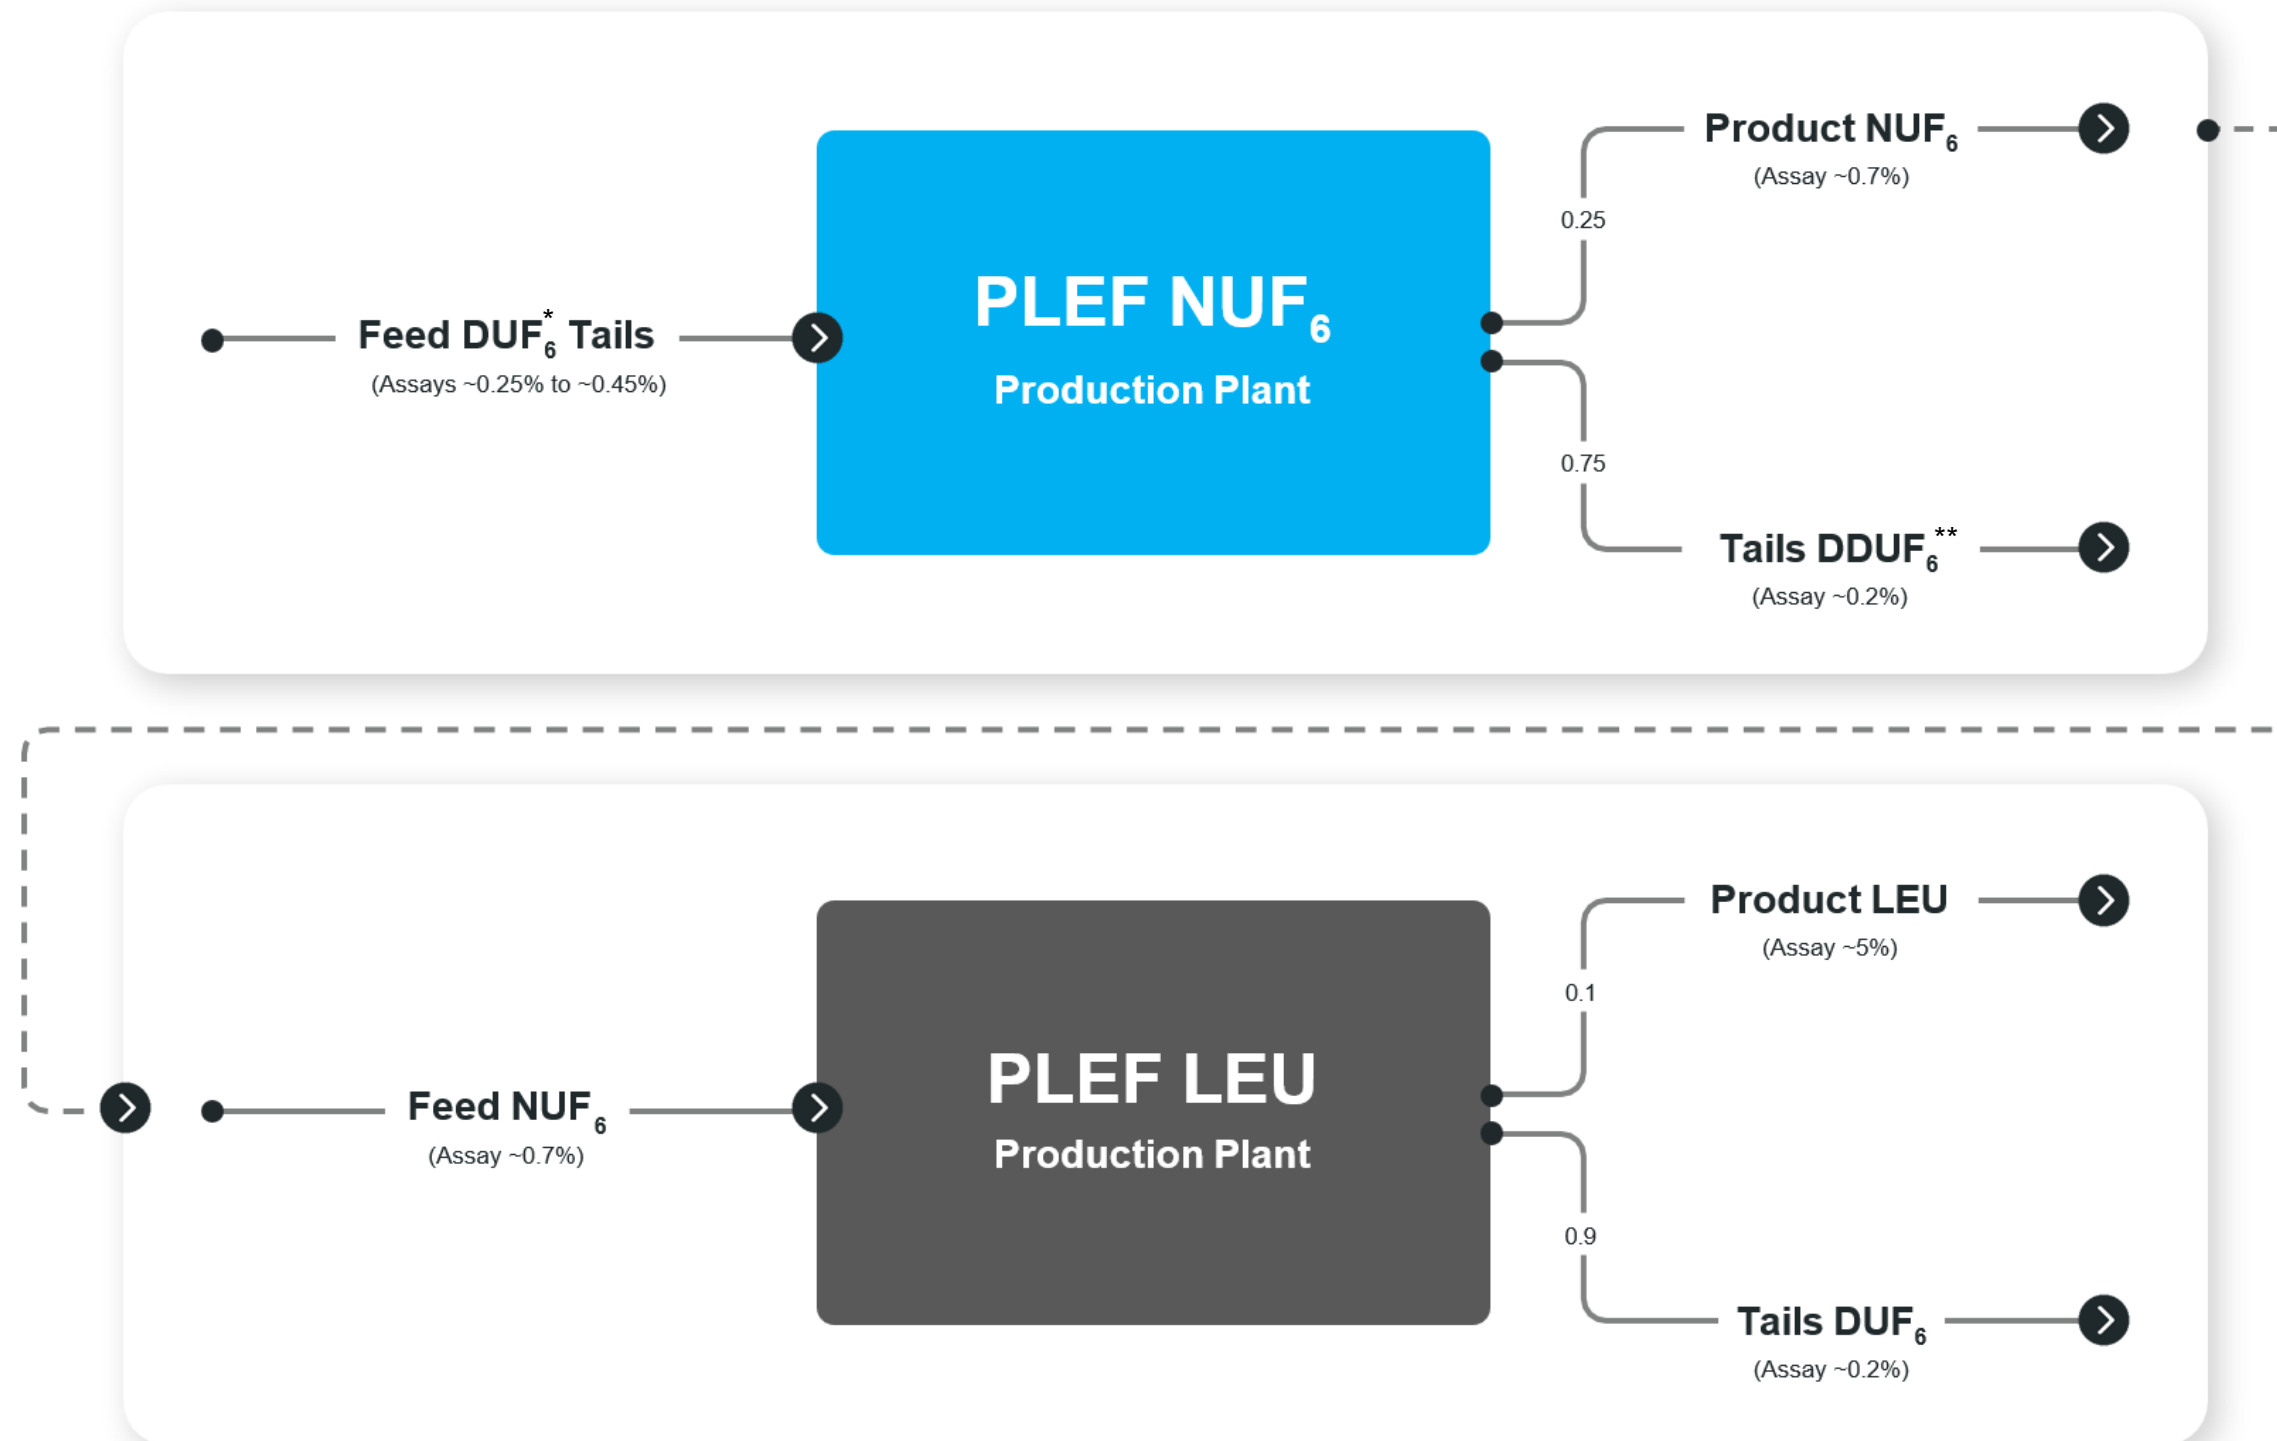 Product NUF6
(Assay ~0.7%)
0.25
PLEF NUF6
Production Plant
Feed DUF6* Tails
(Assays ~0.25% to ~0.45%)
0.75
Tails DDUF6**
(Assay ~0.2%)
Product LEU
(Assay ~5%)
0.1
PLEF LEU
Production Plant
Feed NUF6
(Assay ~0.7%)
0.9
Tails DUF6
(Assay ~0.2%)